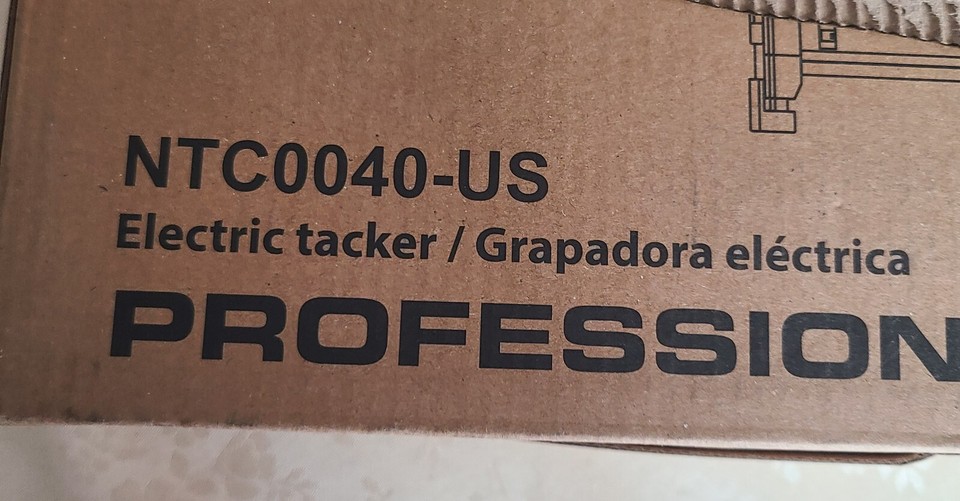 NTC0040-US
Electric tacker / Grapadora eléctrica
PROFESSION